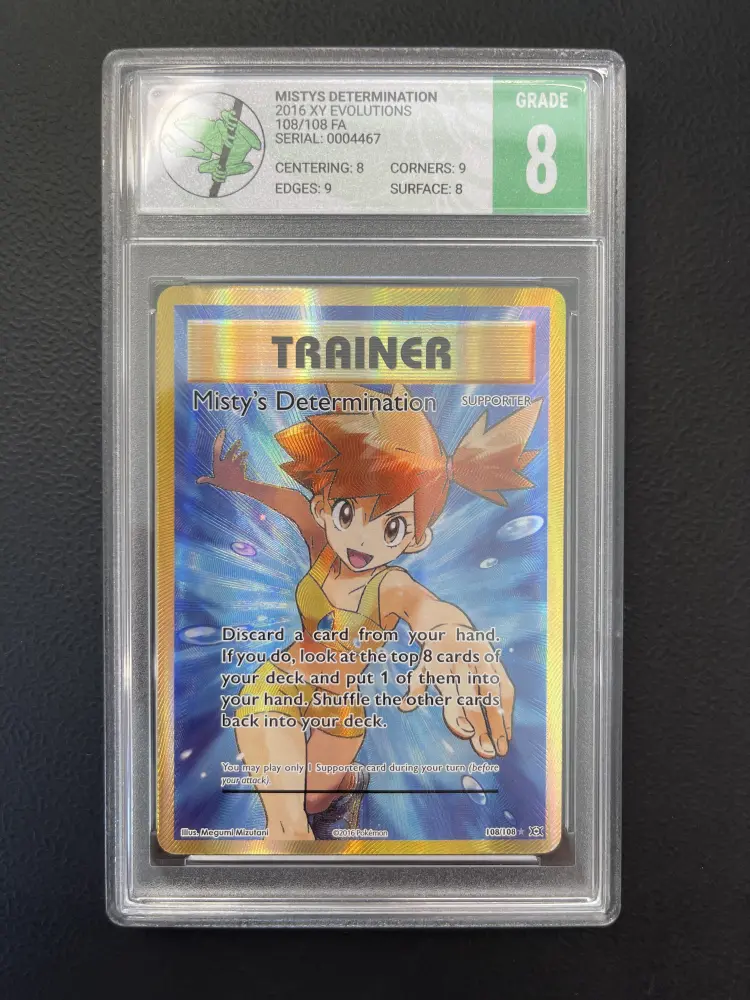 MISTYS DETERMINATION
2016 XY EVOLUTIONS
108/108 FA
SERIAL: 0004467
CENTERING: 8 CORNERS: 9
EDGES: 9 SURFACE: 8
GRADE
8
TRAINER
Misty's Determination SUPPORTER
Discard a card from your hand.
If you do, look at the top 8 cards of
your deck and put 1 of them into
your hand. Shuffle the other cards
back into your deck.
You may play only 1 Supporter card during your turn (before
your attack).
Illus. Megumi Mizutani ©2016 Pokémon 108/108 ★ XY